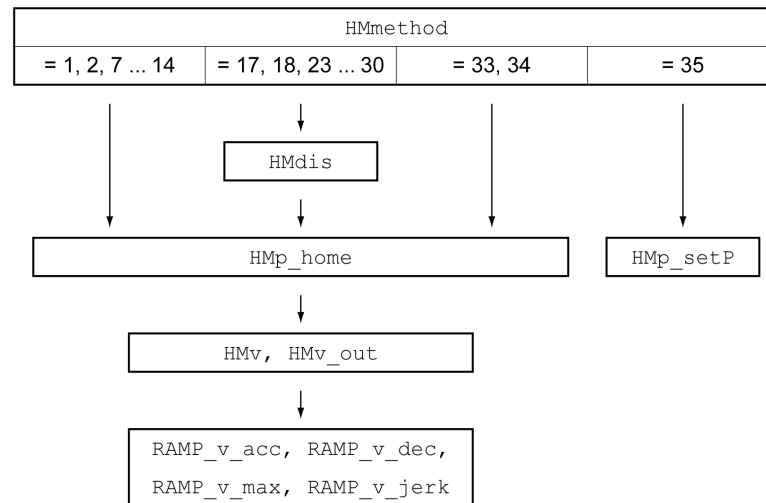 HMmethod
= 1, 2, 7 ... 14
= 17, 18, 23 ... 30
= 33, 34
= 35
HMdis
HMp_home
HMp_setP
HMv, HMv_out
RAMP_v_acc, RAMP_v_dec,
RAMP_v_max, RAMP_v_jerk